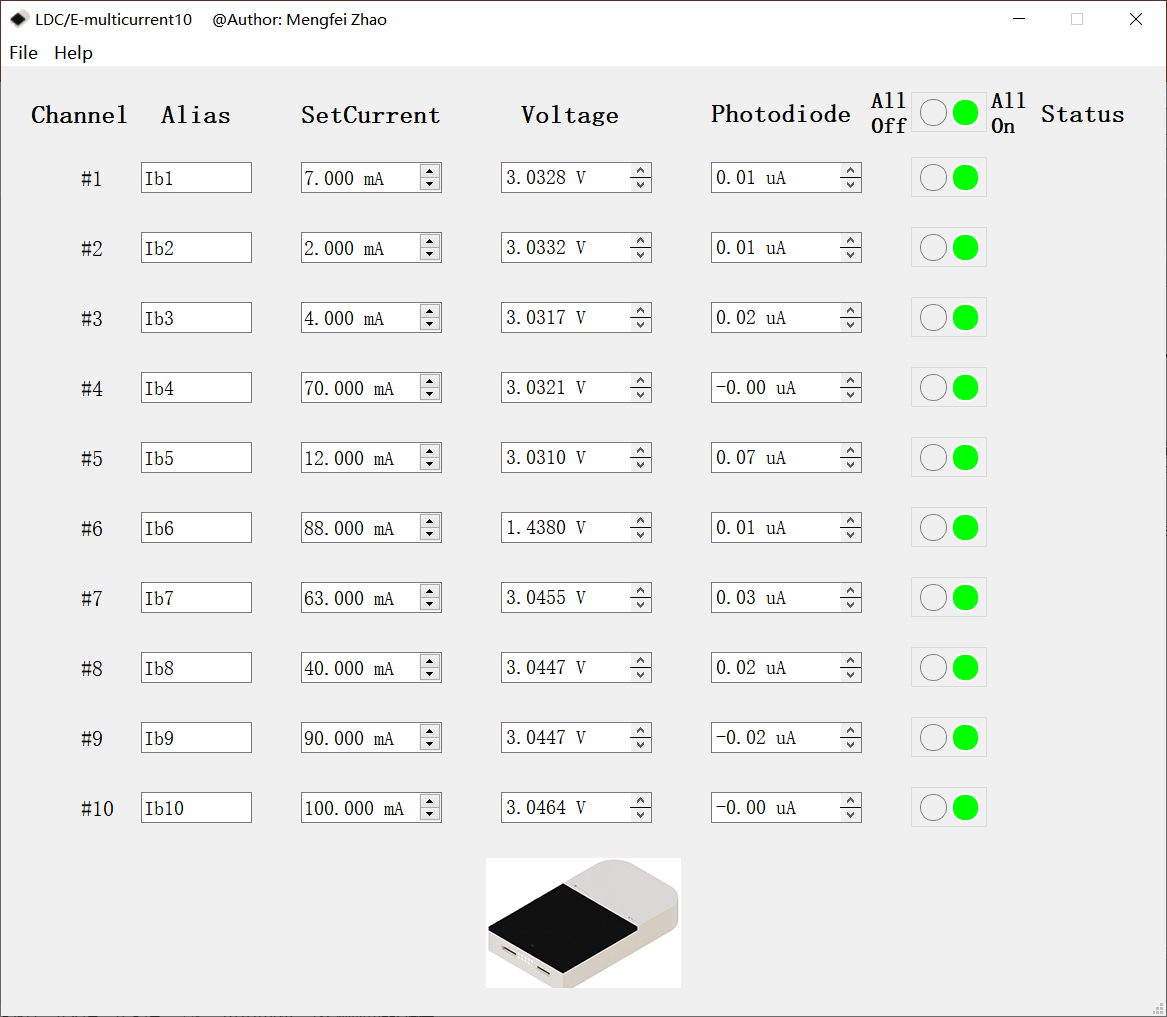 LDC/E-multicurrent10 @Author: Mengfei Zhao
File Help
Channel Alias SetCurrent Voltage Photodiode All Off All On Status
#1 Ib1 7.000 mA 3.0328 V 0.01 uA
#2 Ib2 2.000 mA 3.0332 V 0.01 uA
#3 Ib3 4.000 mA 3.0317 V 0.02 uA
#4 Ib4 70.000 mA 3.0321 V -0.00 uA
#5 Ib5 12.000 mA 3.0310 V 0.07 uA
#6 Ib6 88.000 mA 1.4380 V 0.01 uA
#7 Ib7 63.000 mA 3.0455 V 0.03 uA
#8 Ib8 40.000 mA 3.0447 V 0.02 uA
#9 Ib9 90.000 mA 3.0447 V -0.02 uA
#10 Ib10 100.000 mA 3.0464 V -0.00 uA